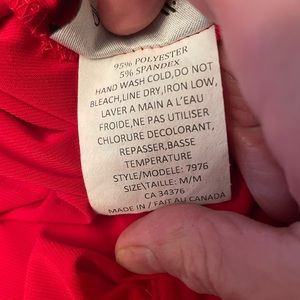 95% POLYESTER
5% SPANDEX
HAND WASH COLD,DO NOT
BLEACH,LINE DRY,IRON LOW,
LAVER A MAIN A L'EAU
FROIDE,NE PAS UTILISER
CHLORURE DECOLORANT,
REPASSER,BASSE
TEMPERATURE
STYLE/MODELE: 7976
SIZE\TAILLE: M/M
CA 34376
MADE IN / FAIT AU CANADA